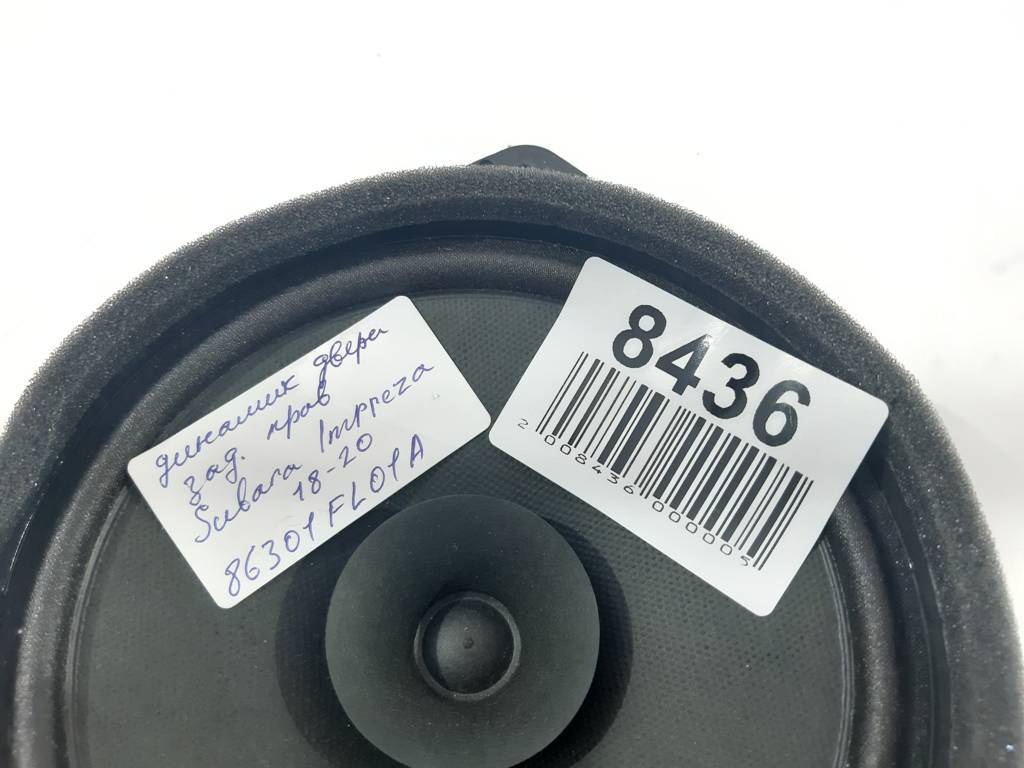 динамик двери
зад. прав
Subaru Impreza
18-20
86301FL01A
8436
2 008436 000005